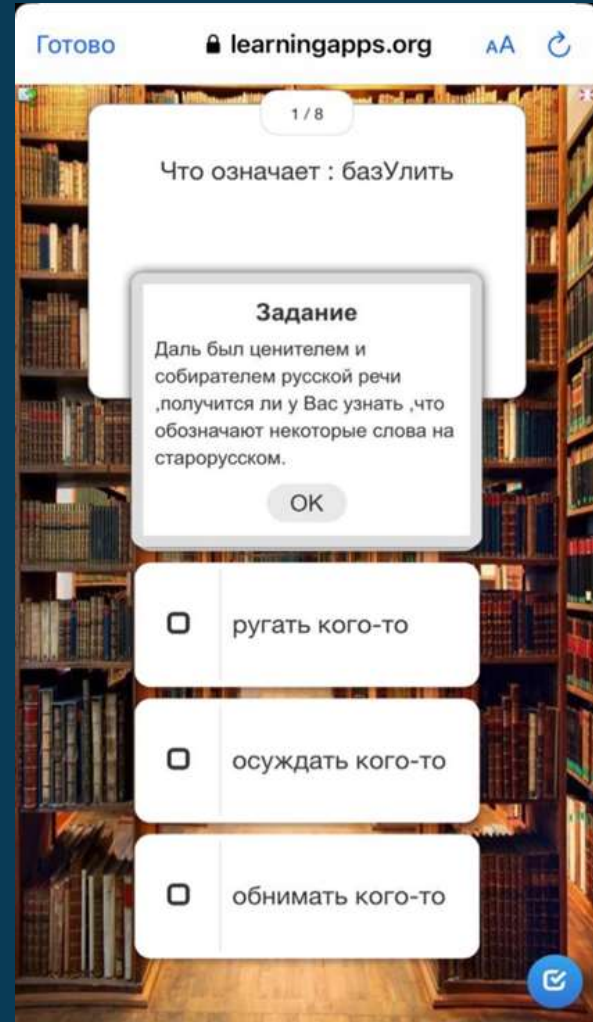 Готово
learningapps.org
AA
1 / 8
Что означает : базУлить
Задание
Даль был ценителем и
собирателем русской речи
,получится ли у Вас узнать ,что
обозначают некоторые слова на
старорусском.
OK
ругать кого-то
осуждать кого-то
обнимать кого-то